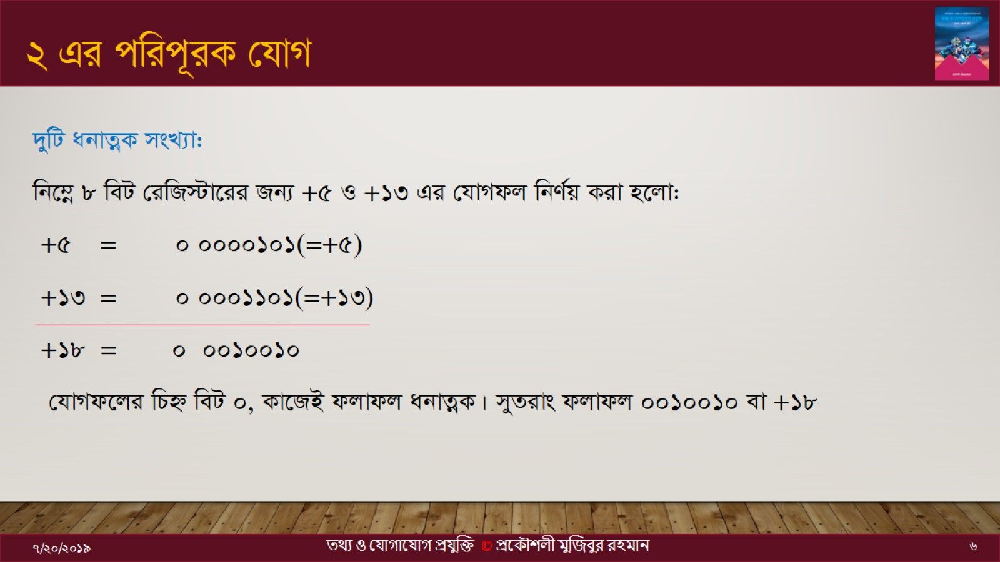 ২ এর পরিপূরক যোগ
দুটি ধনাত্নক সংখ্যা:
নিম্নে ৮ বিট রেজিস্টারের জন্য +৫ ও +১৩ এর যোগফল নির্ণয় করা হলো:
+৫ = ০ ০০০০১০১(=+৫)
+১৩ = ০ ০০০১১০১(=+১৩)
+১৮ = ০ ০০১০০১০
যোগফলের চিহ্ন বিট ০, কাজেই ফলাফল ধনাত্নক। সুতরাং ফলাফল ০০১০০১০ বা +১৮
৭/২০/২০১৯
তথ্য ও যোগাযোগ প্রযুক্তি © প্রকৌশলী মুজিবুর রহমান
৬